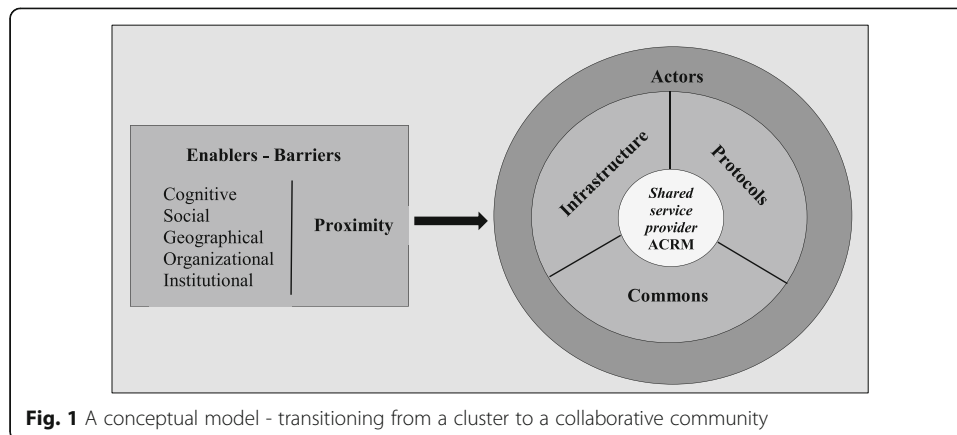 Enablers - Barriers
Cognitive
Social
Geographical
Organizational
Institutional
Proximity
Actors
Infrastructure
Protocols
Shared
service
provider
ACRM
Commons
Fig. 1 A conceptual model - transitioning from a cluster to a collaborative community